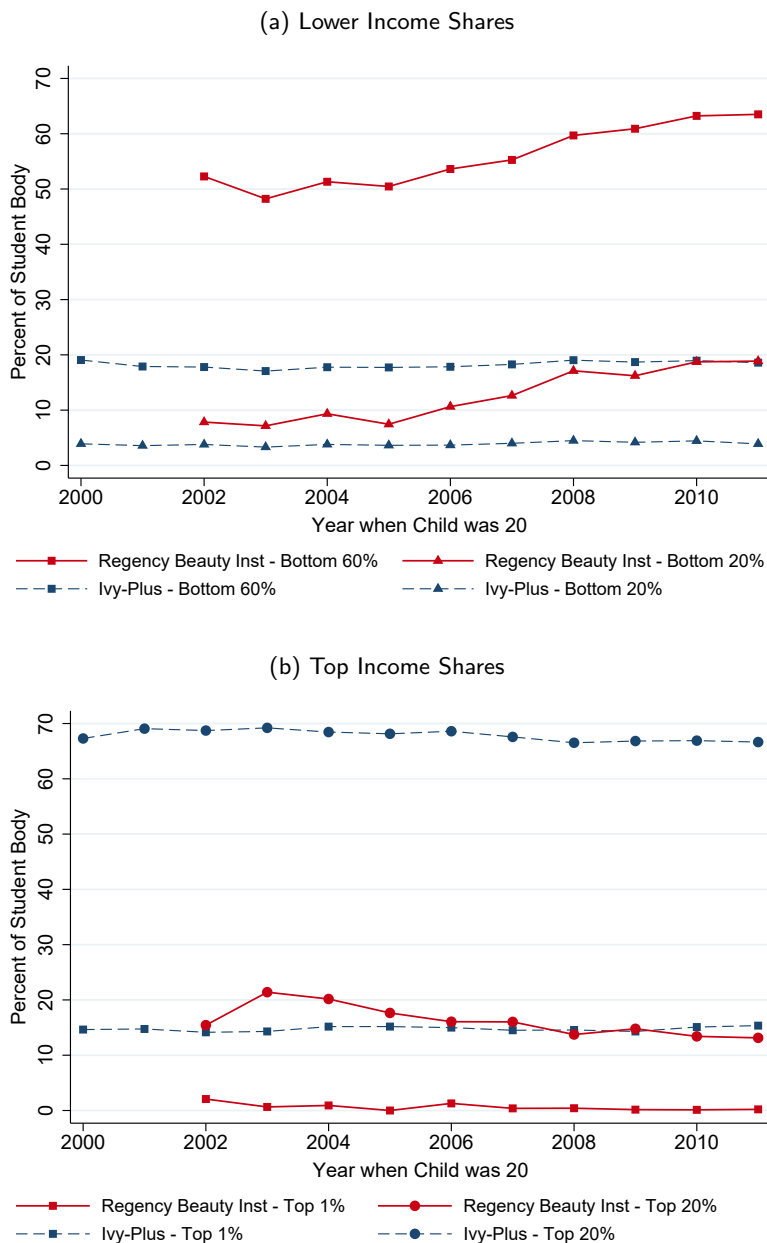 (a) Lower Income Shares
70
60
50
40
30
20
10
0
Percent of Student Body
2000 2002 2004 2006 2008 2010
Year when Child was 20
Regency Beauty Inst - Bottom 60% Regency Beauty Inst - Bottom 20%
Ivy-Plus - Bottom 60% Ivy-Plus - Bottom 20%
(b) Top Income Shares
70
60
50
40
30
20
10
0
Percent of Student Body
2000 2002 2004 2006 2008 2010
Year when Child was 20
Regency Beauty Inst - Top 1% Regency Beauty Inst - Top 20%
Ivy-Plus - Top 1% Ivy-Plus - Top 20%